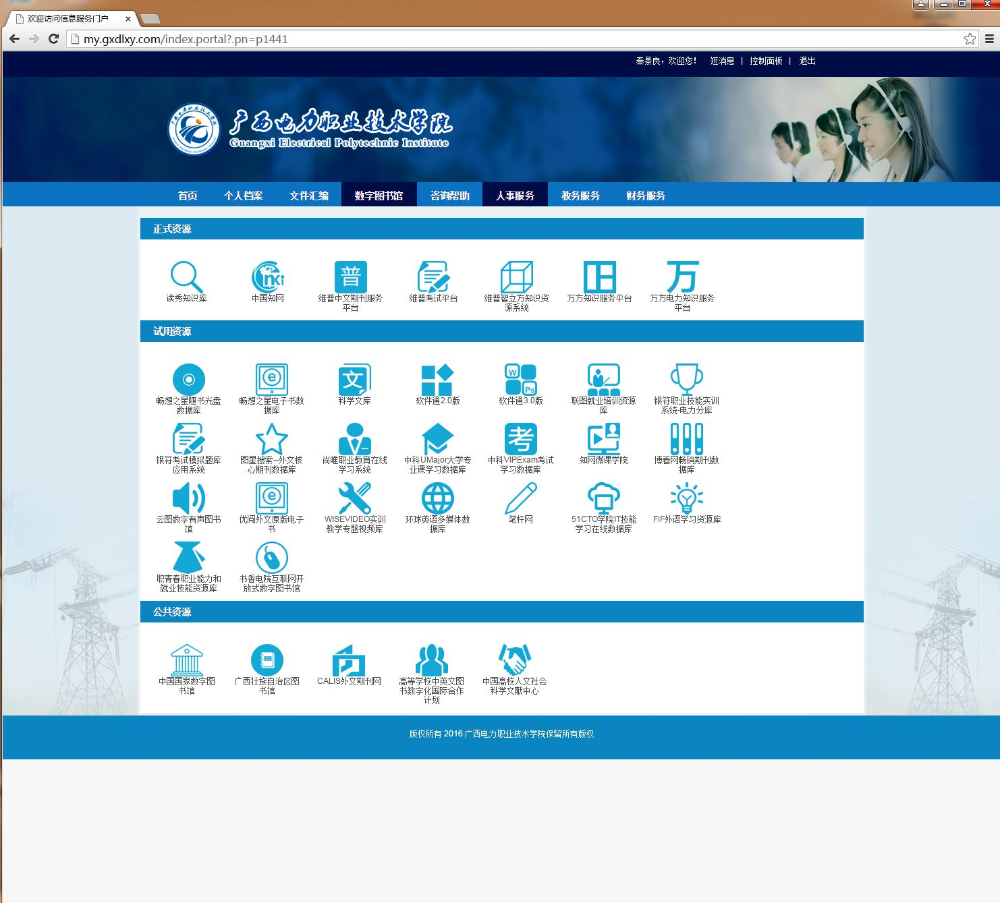 欢迎访问信息服务门户
my.gxdlxy.com/index.portal?.pn=p1441
秦景良，欢迎您！ 短消息 | 控制面板 | 退出
广西电力职业技术学院
Guangxi Electrical Polytechnic Institute
首页 个人档案 文件汇编 数字图书馆 咨询帮助 人事服务 教务服务 财务服务
正式资源
普 万
读秀知识库 中国知网 维普中文期刊服务 维普考试平台 维普智立方知识资 万方知识服务平台 万方电力知识服务
平台 源系统 平台
试用资源
e 文 W Ps
畅想之星随书光盘 畅想之星电子书数 科学文库 软件通2.0版 软件通3.0版 联图就业培训资源 银符职业技能实训
数据库 据库 库 系统-电力分库
考
银符考试模拟题库 图星搜索--外文核 尚唯职业教育在线 中科UMajor大学专 中科VIPExam考试 知网微课学院 博看网畅销期刊数
应用系统 心期刊数据库 学习系统 业课学习数据库 学习数据库 据库
e
云图数字有声图书 优阅外文原版电子 WISEVIDEO实训 环球英语多媒体数 笔杆网 51CTO学院IT技能 FiF外语学习资源库
馆 书 教学专题视频库 据库 学习在线数据库
职青春职业能力和 书香电院互联网开
就业技能资源库 放式数字图书馆
公共资源
中国国家数字图 广西壮族自治区图 CALIS外文期刊网 高等学校中英文图 中国高校人文社会
书馆 书馆 书数字化国际合作 科学文献中心
计划
版权所有 2016 广西电力职业技术学院保留所有版权